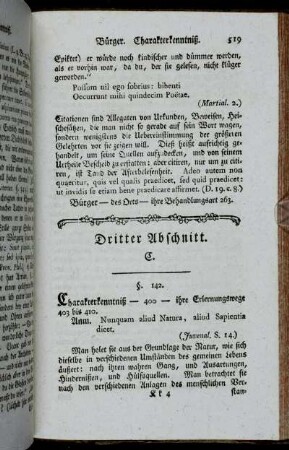 Bürger. Charakterkenntniß. 519
Epiktet) er würde noch kindischer und dümmer werden,
als er vorhin war, da du, der sie gelesen, nicht klüger
geworden."
Possum nil ego sobrius: bibenti
Occurrunt mihi quindecim Poëtae.
(Martial. 2.)
Citationen sind Allegaten von Urkunden, Beweisen, Hei-
schesätzen, die man nicht so gerade auf sein Wort wagen,
sondern wenigstens die Uebereinstimmung der größeren
Gelehrten vor sie zeigen will. Dieß heißt aufrichtig ge-
handelt, um seine Quellen aufzudecken, und von seinem
Urtheile Bescheid zu erstatten: aber citiren, nur um zu citi-
ren, ist Tand der Afterbelesenheit. Adeo autem non
quaeritur, quis vel qualis praedicet, sed quid praedicet:
ut invidia se etiam bene praedicare affirmet. (D. 19. c. 8.)
Bürger — des Orts — ihre Behandlungsart 263.
Dritter Abschnitt.
C.
§. 142.
Charakterkenntniß — 400 — ihre Erlernungswege
403 bis 410.
Anm. Nunquam aliud Natura, aliud Sapientia
dicet.
(Juvenal. S. 14.)
Man holet sie aus der Grundlage der Natur, wie sich
dieselbe in verschiedenen Umständen des gemeinen Lebens
äußert: nach ihren wahren Gang, und Ausartungen,
Hindernißen, und Hülfsquellen. Man betrachtet sie
nach den verschiedenen Anlagen des menschlichen Ver-
Kk 4 stan-